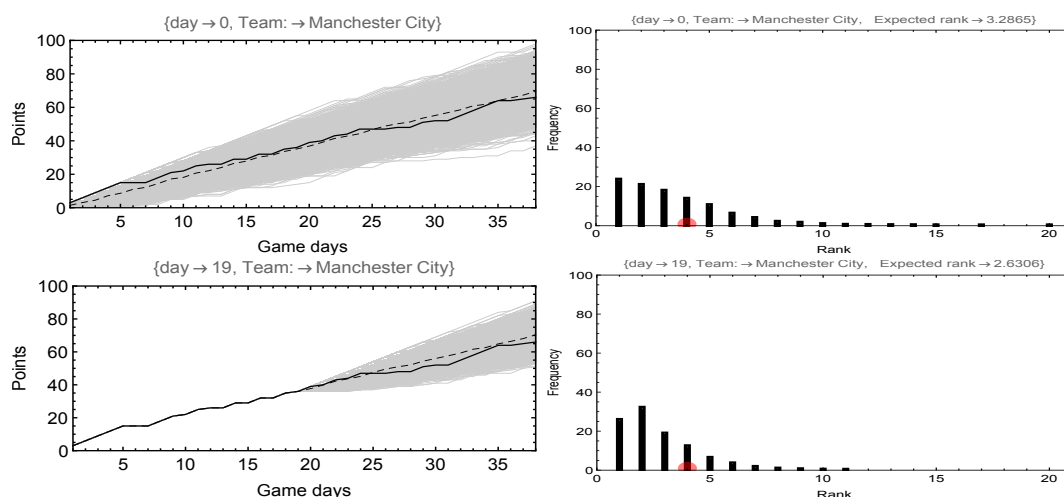 {day → 0, Team: → Manchester City}
100
80
60
40
20
0
Points
5 10 15 20 25 30 35
Game days
{day → 0, Team: → Manchester City, Expected rank → 3.2865}
100
80
60
40
20
0
Frequency
0 5 10 15 20
Rank
{day → 19, Team: → Manchester City}
100
80
60
40
20
0
Points
5 10 15 20 25 30 35
Game days
{day → 19, Team: → Manchester City, Expected rank → 2.6306}
100
80
60
40
20
0
Frequency
0 5 10 15 20
Rank